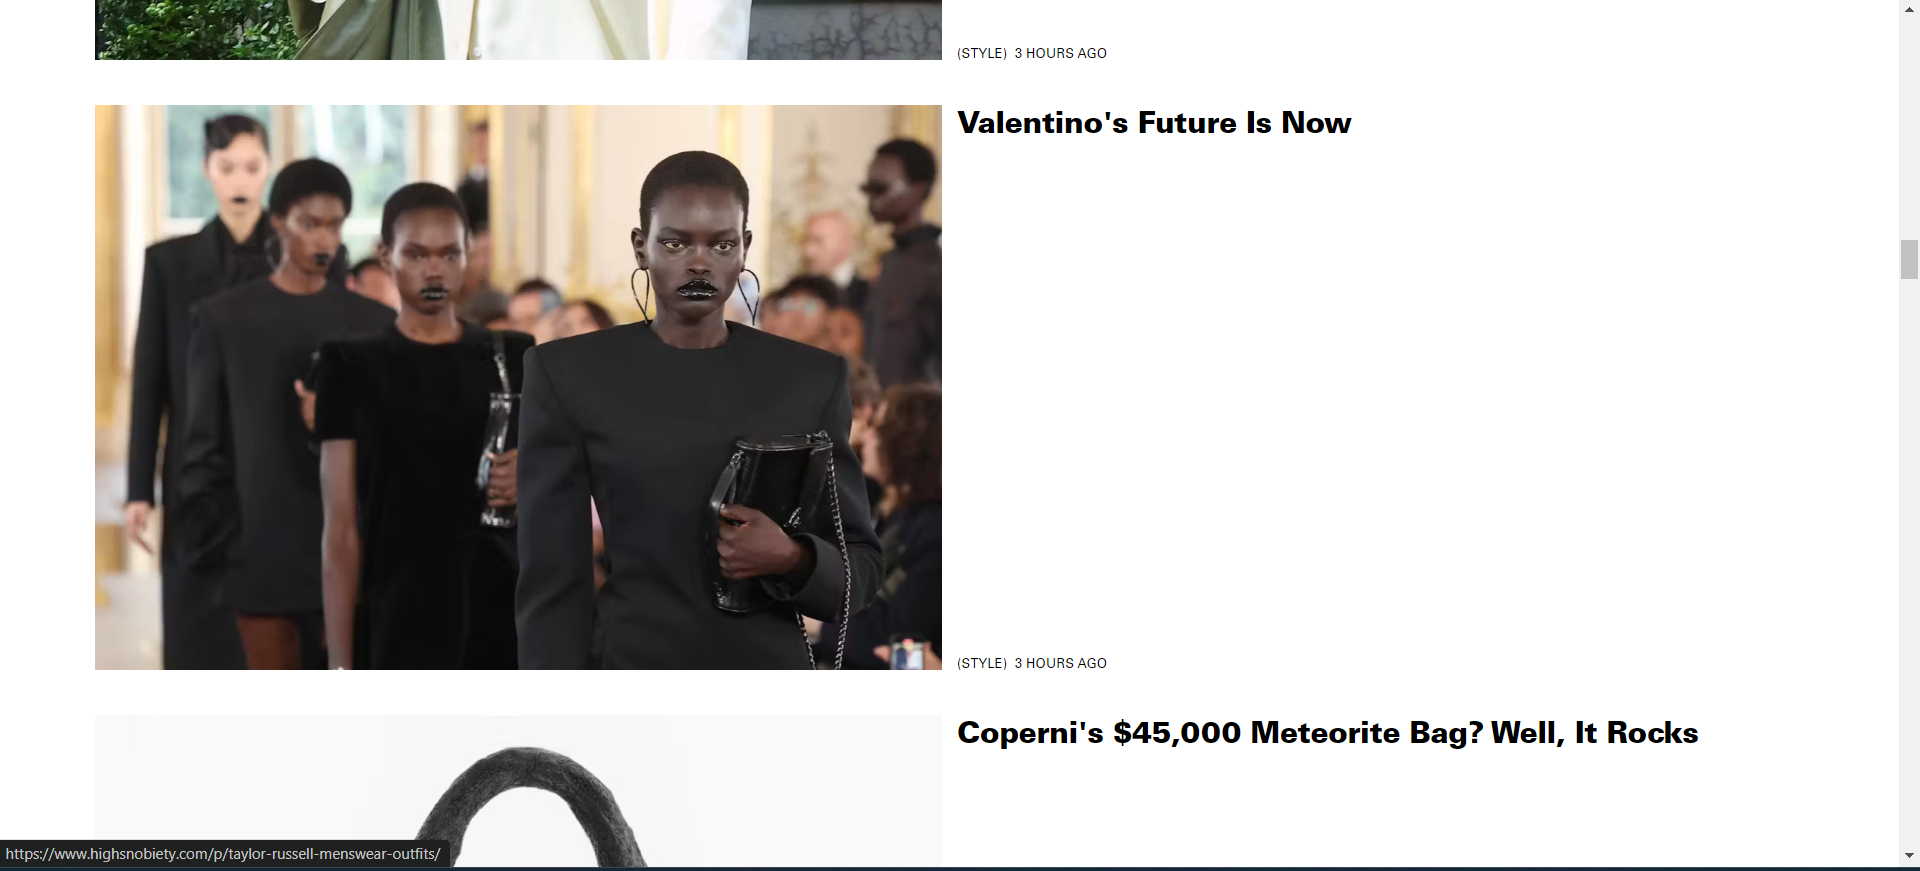 (STYLE) 3 HOURS AGO
Valentino's Future Is Now
(STYLE) 3 HOURS AGO
Coperni's $45,000 Meteorite Bag? Well, It Rocks
https://www.highsnobiety.com/p/taylor-russell-menswear-outfits/